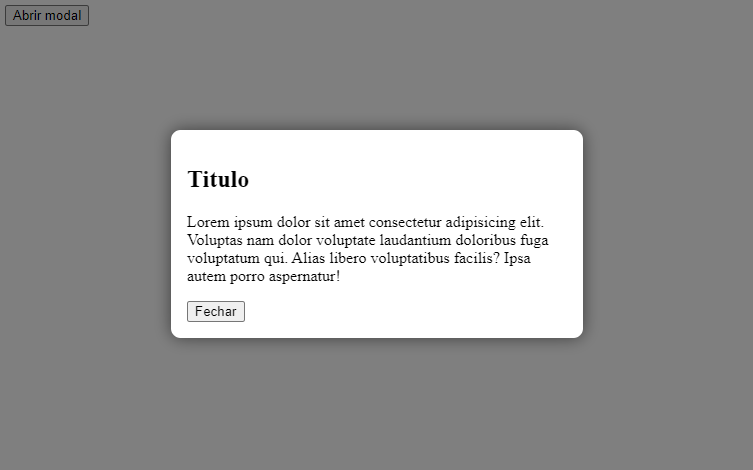 Abrir modal
Titulo
Lorem ipsum dolor sit amet consectetur adipisicing elit.
Voluptas nam dolor voluptate laudantium doloribus fuga
voluptatum qui. Alias libero voluptatibus facilis? Ipsa
autem porro aspernatur!
Fechar